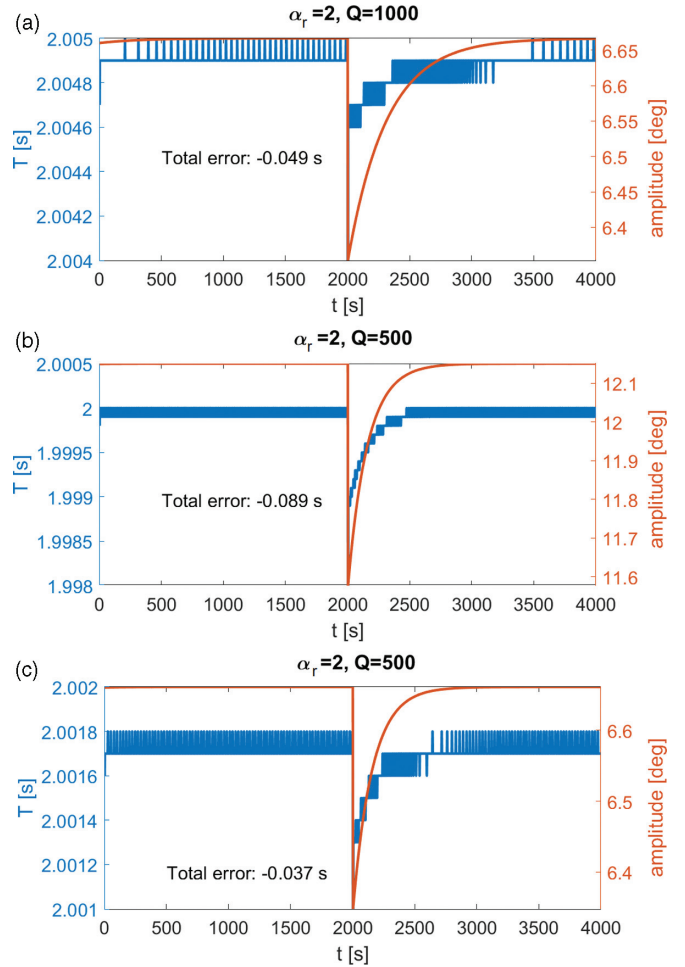 (a)
αr =2, Q=1000
2.005
2.0048
2.0046
2.0044
2.0042
2.004
T [s]
Total error: -0.049 s
6.65
6.6
6.55
6.5
6.45
6.4
amplitude [deg]
0 500 1000 1500 2000 2500 3000 3500 4000
t [s]
(b)
αr =2, Q=500
2.0005
2
1.9995
1.999
1.9985
1.998
T [s]
Total error: -0.089 s
12.1
12
11.9
11.8
11.7
11.6
amplitude [deg]
0 500 1000 1500 2000 2500 3000 3500 4000
t [s]
(c)
αr =2, Q=500
2.002
2.0018
2.0016
2.0014
2.0012
2.001
T [s]
Total error: -0.037 s
6.6
6.5
6.4
amplitude [deg]
0 500 1000 1500 2000 2500 3000 3500 4000
t [s]